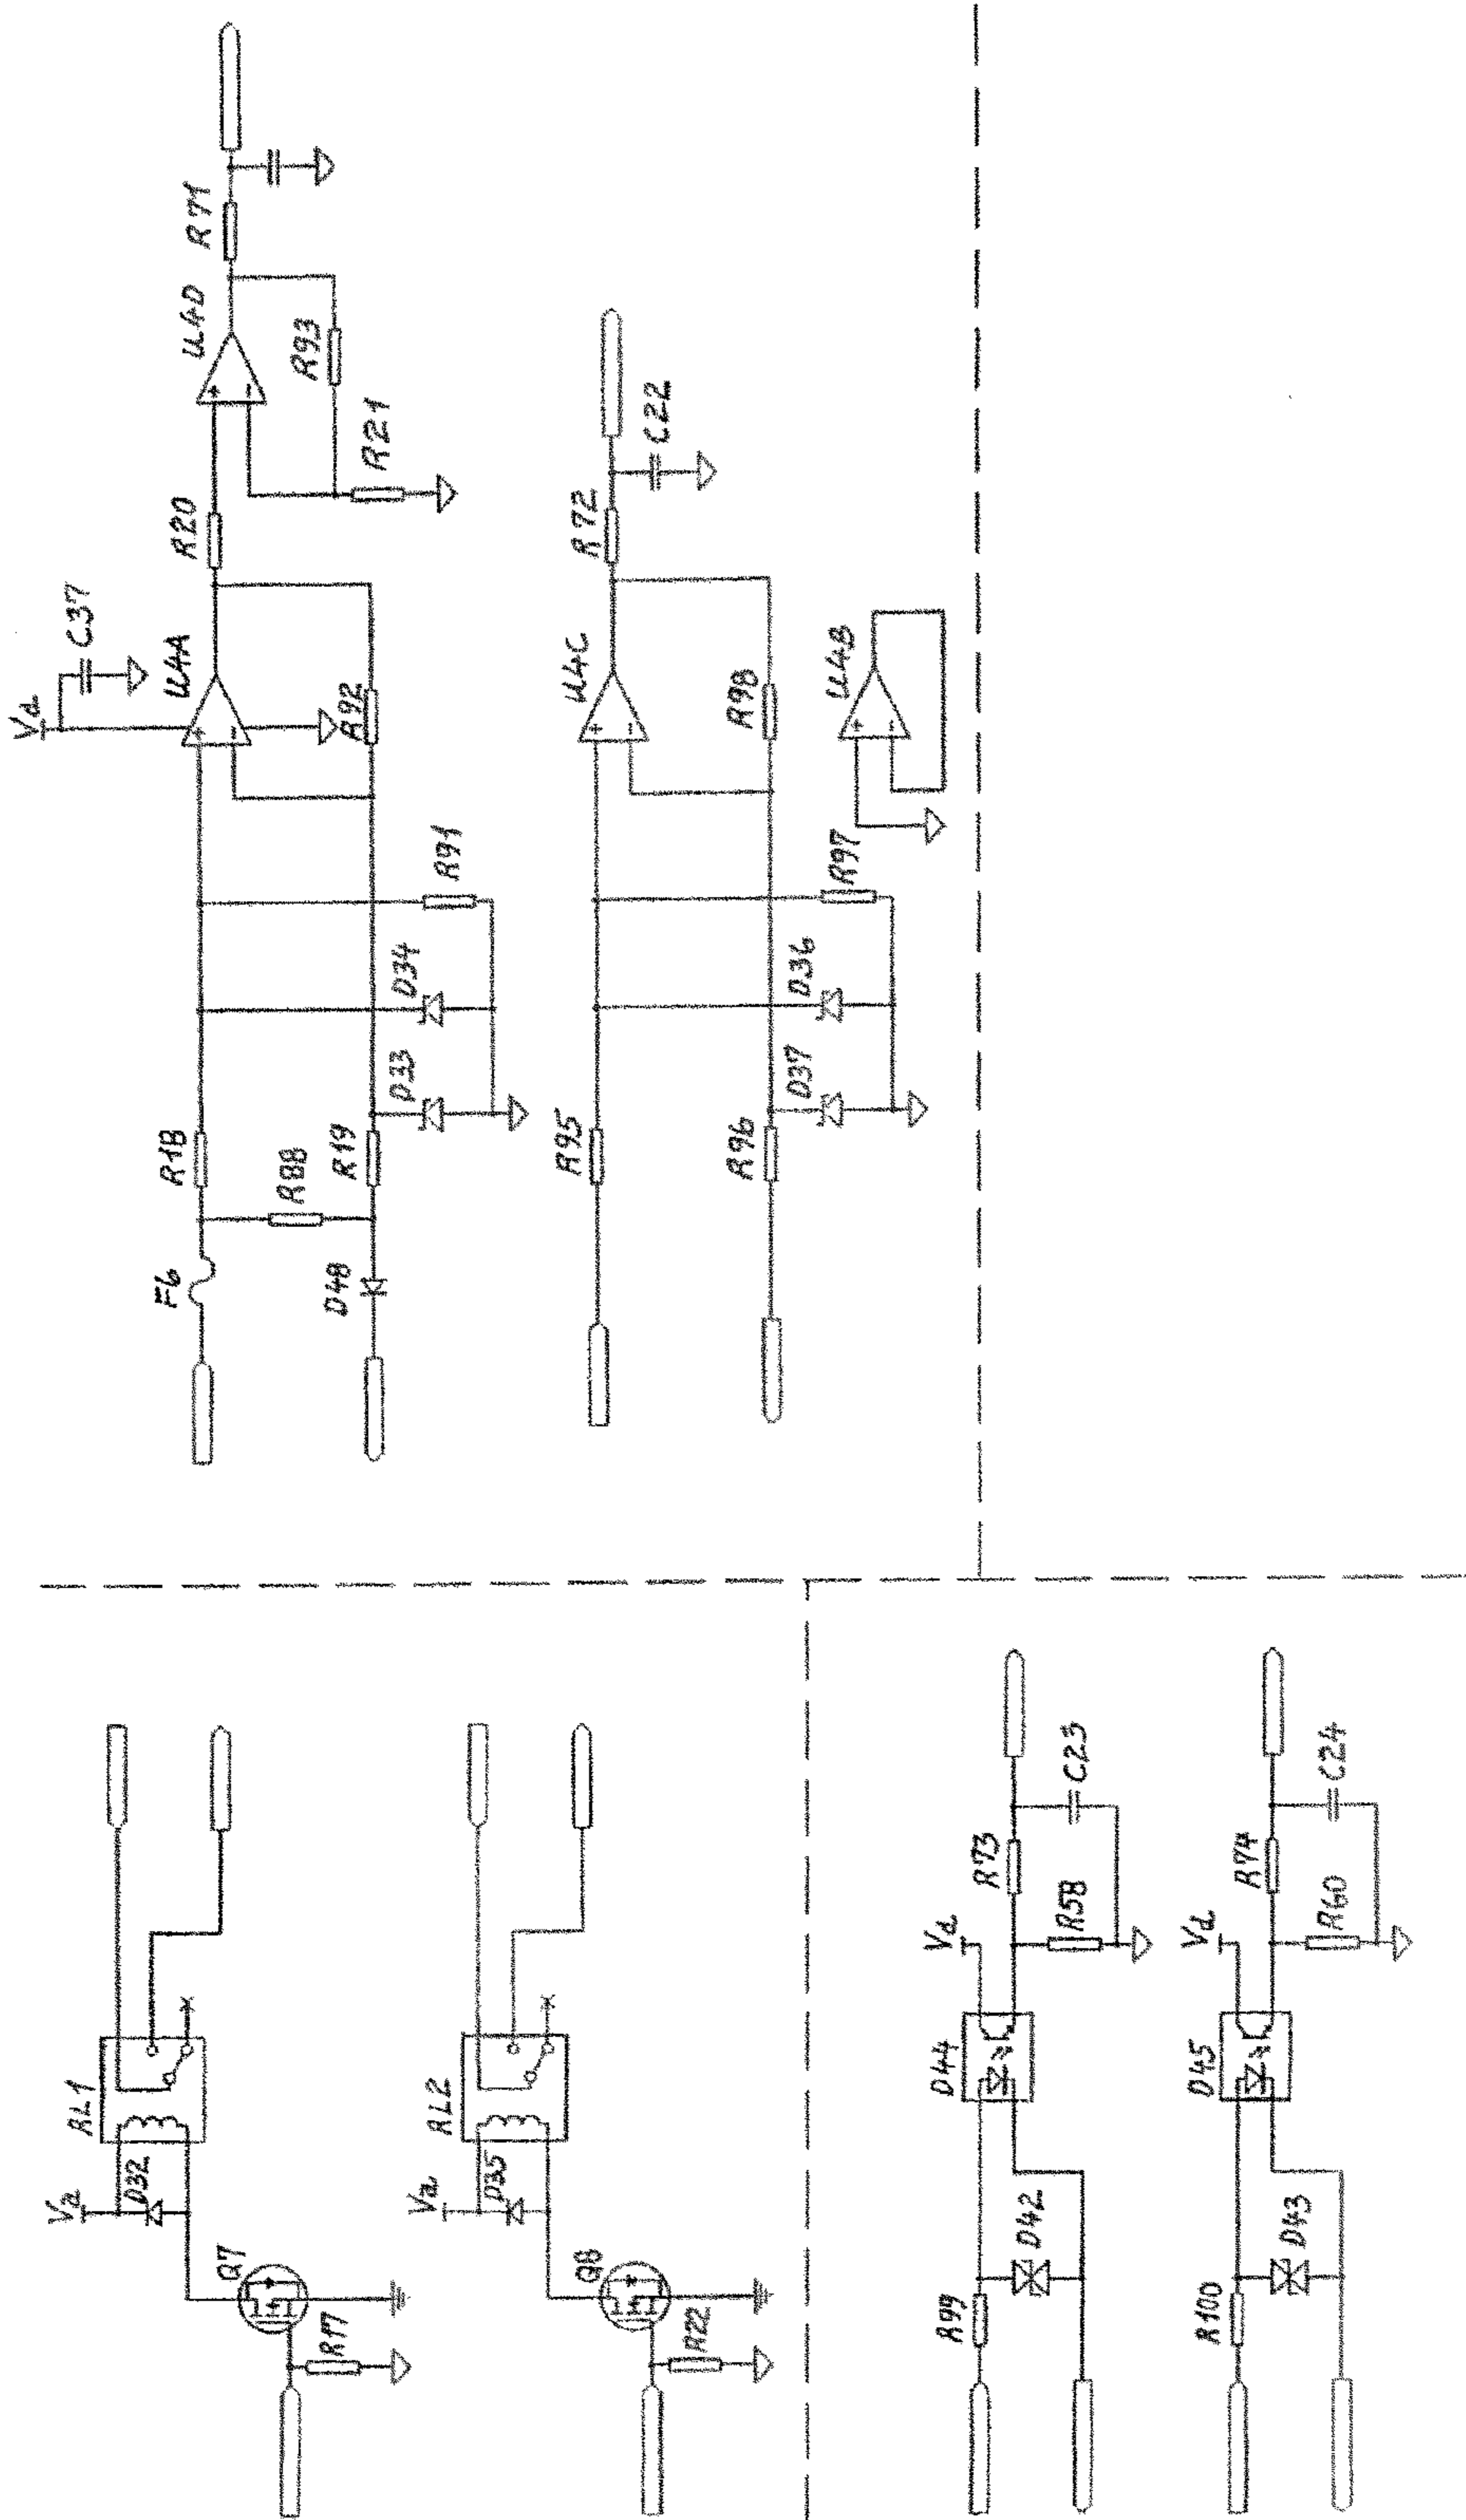 Va
RL1
D32
Q7
R17
Va
RL2
D35
Q8
R22
Vd
D44
R73
R99
D42
R58
C23
Vd
D45
R74
R100
D43
R60
C24
Va
C37
U4A
+
−
F6
R18
R20
U4D
+
−
R71
R88
D48
R19
D33
D34
R91
R92
R93
R21
U4C
+
−
R95
R72
C22
R96
D37
D36
R97
R98
U4B
+
−